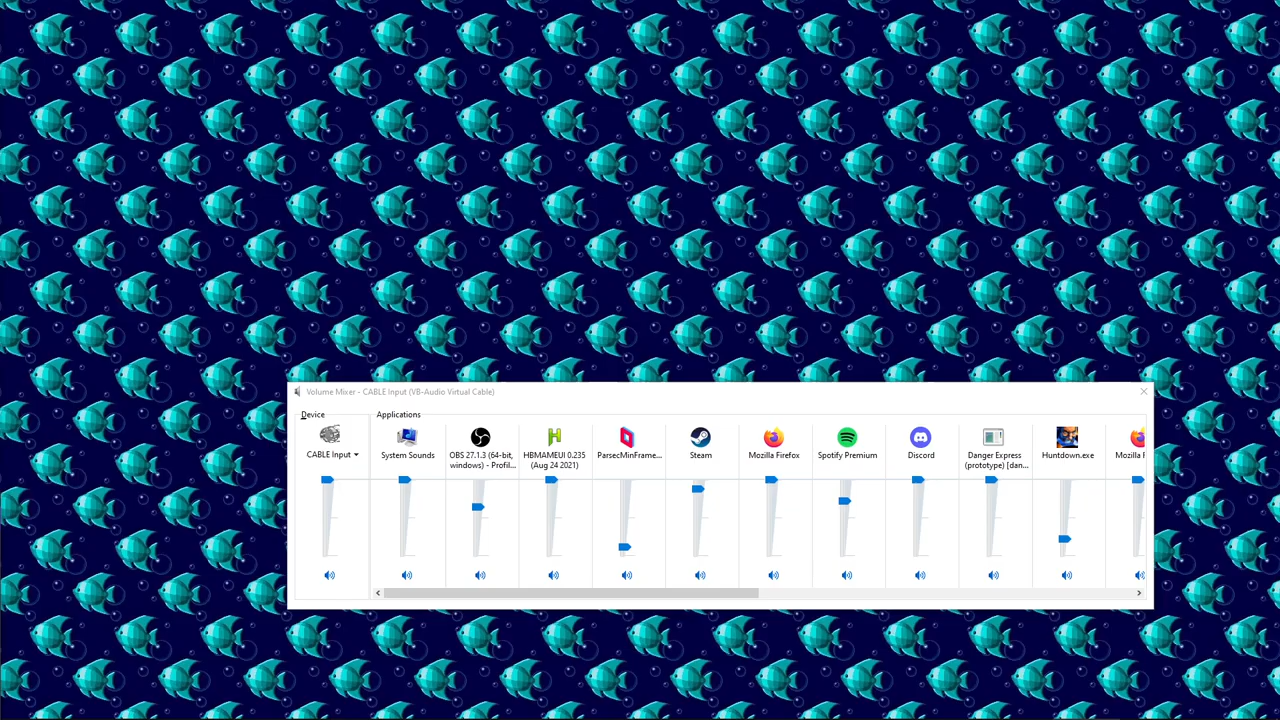 Volume Mixer - CABLE Input (VB-Audio Virtual Cable)
Device
Applications
CABLE Input
System Sounds
OBS 27.1.3 (64-bit,
windows) - Profil...
HBMAMEUI 0.235
(Aug 24 2021)
ParsecMinFrame...
Steam
Mozilla Firefox
Spotify Premium
Discord
Danger Express
(prototype) [dan...
Huntdown.exe
Mozilla F